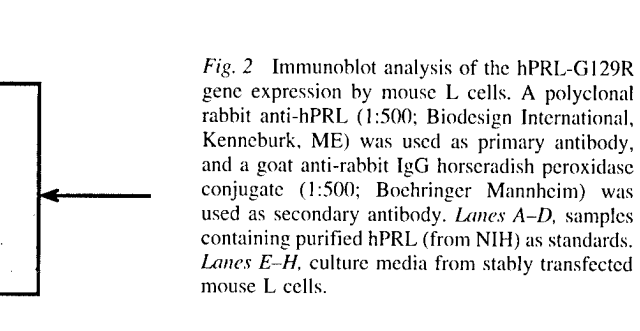 Fig. 2 Immunoblot analysis of the hPRL-G129R
gene expression by mouse L cells. A polyclonal
rabbit anti-hPRL (1:500; Biodesign International,
Kenneburk, ME) was used as primary antibody,
and a goat anti-rabbit IgG horseradish peroxidase
conjugate (1:500; Boehringer Mannheim) was
used as secondary antibody. Lanes A–D, samples
containing purified hPRL (from NIH) as standards.
Lanes E–H, culture media from stably transfected
mouse L cells.